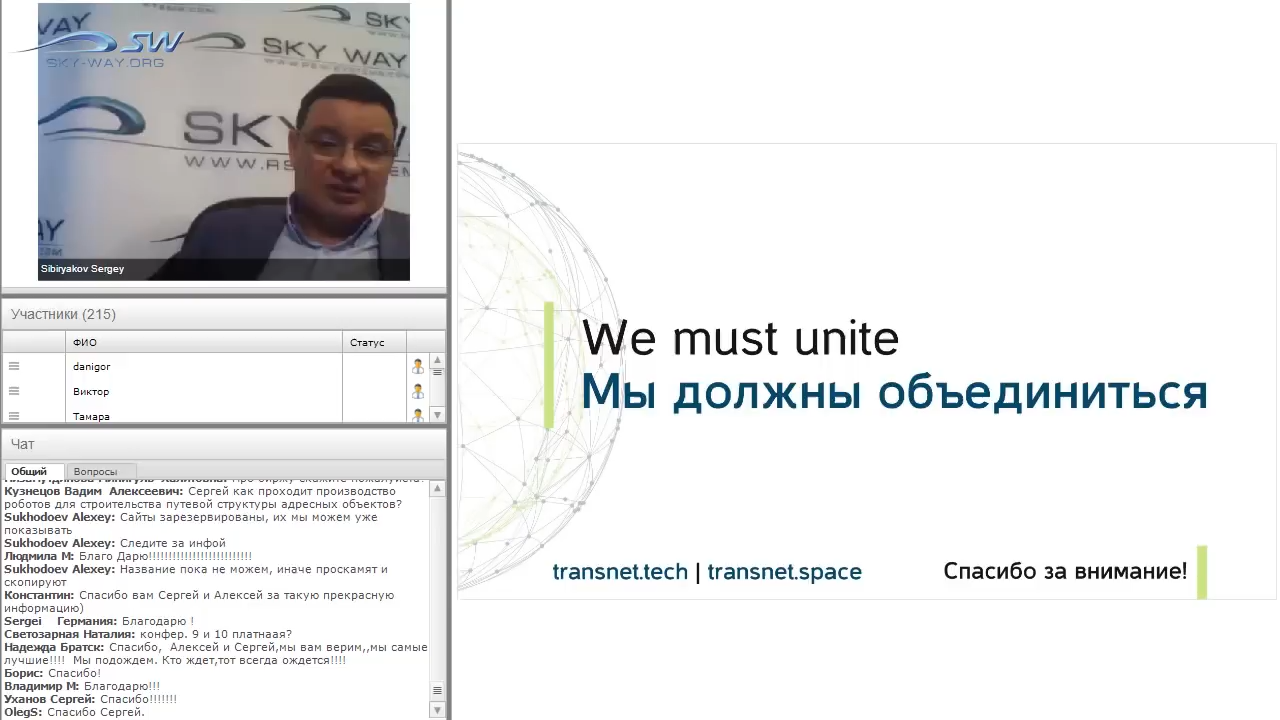 WAY
SW
SKY-WAY.ORG
SKY
SKY WAY
SKY WA
WWW.RS
Sibiryakov Sergey
Участники (215)
ФИО
Статус
danigor
Виктор
Тамара
Чат
Общий
Вопросы
Кузнецов Вадим Алексеевич: Сергей как проходит производство
роботов для строительства путевой структуры адресных объектов?
Sukhodoev Alexey: Сайты зарезервированы, их мы можем уже
показывать
Sukhodoev Alexey: Следите за инфой
Людмила М: Благо Дарю!!!!!!!!!!!!!!!!!!!!!!!!!!
Sukhodoev Alexey: Название пока не можем, иначе проскамят и
скопируют
Константин: Спасибо вам Сергей и Алексей за такую прекрасную
информацию)
Sergei Германия: Благодарю !
Светозарная Наталия: конфер. 9 и 10 платнаая?
Надежда Братск: Спасибо, Алексей и Сергей,мы вам верим,,мы самые
лучшие!!!! Мы подождем. Кто ждет,тот всегда ождется!!!!
Борис: Спасибо!
Владимир М: Благодарю!!!
Уханов Сергей: Спасибо!!!!!!!
OlegS: Спасибо Сергей.
We must unite
Мы должны объединиться
transnet.tech | transnet.space
Спасибо за внимание!